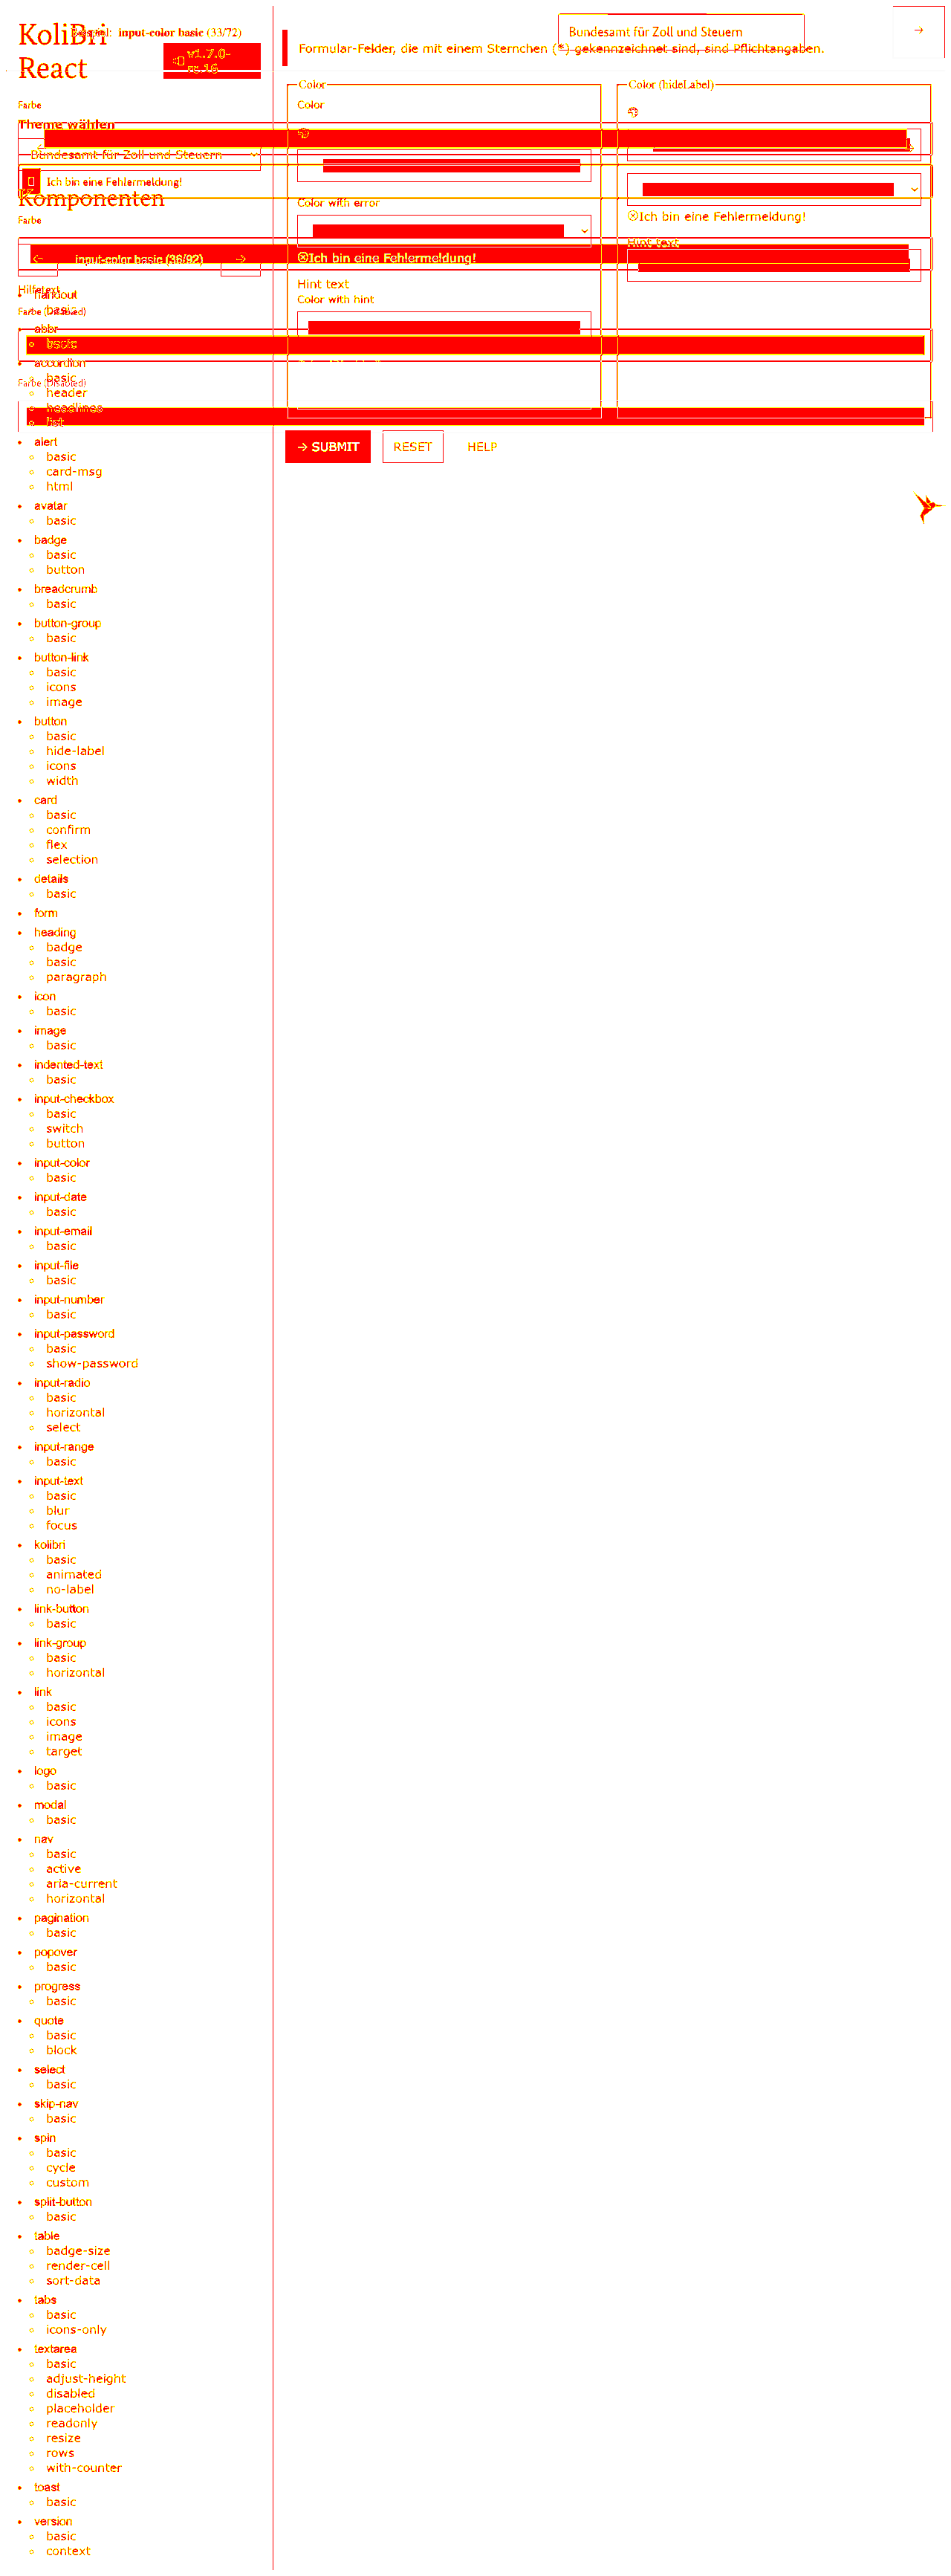 KoliBri
React
Beispiel: input-color basic (33/72)
v1.7.0-
rc.16
Bundesamt für Zoll und Steuern
→
Formular-Felder, die mit einem Sternchen (*) gekennzeichnet sind, sind Pflichtangaben.
Farbe
Theme wählen
Bundesamt für Zoll und Steuern
Ich bin eine Fehlermeldung!
Komponenten
Farbe
← input-color basic (36/92) →
Hilfetext
Farbe (Disabled)
Farbe (Disabled)
Color
Color
Color with error
Ich bin eine Fehlermeldung!
Hint text
Color with hint
Color (hideLabel)
Ich bin eine Fehlermeldung!
Hint text
→ SUBMIT
RESET
HELP
handout
basic
abbr
basic
accordion
basic
header
headlines
list
alert
basic
card-msg
html
avatar
basic
badge
basic
button
breadcrumb
basic
button-group
basic
button-link
basic
icons
image
button
basic
hide-label
icons
width
card
basic
confirm
flex
selection
details
basic
form
heading
badge
basic
paragraph
icon
basic
image
basic
indented-text
basic
input-checkbox
basic
switch
button
input-color
basic
input-date
basic
input-email
basic
input-file
basic
input-number
basic
input-password
basic
show-password
input-radio
basic
horizontal
select
input-range
basic
input-text
basic
blur
focus
kolibri
basic
animated
no-label
link-button
basic
link-group
basic
horizontal
link
basic
icons
image
target
logo
basic
modal
basic
nav
basic
active
aria-current
horizontal
pagination
basic
popover
basic
progress
basic
quote
basic
block
select
basic
skip-nav
basic
spin
basic
cycle
custom
split-button
basic
table
badge-size
render-cell
sort-data
tabs
basic
icons-only
textarea
basic
adjust-height
disabled
placeholder
readonly
resize
rows
with-counter
toast
basic
version
basic
context